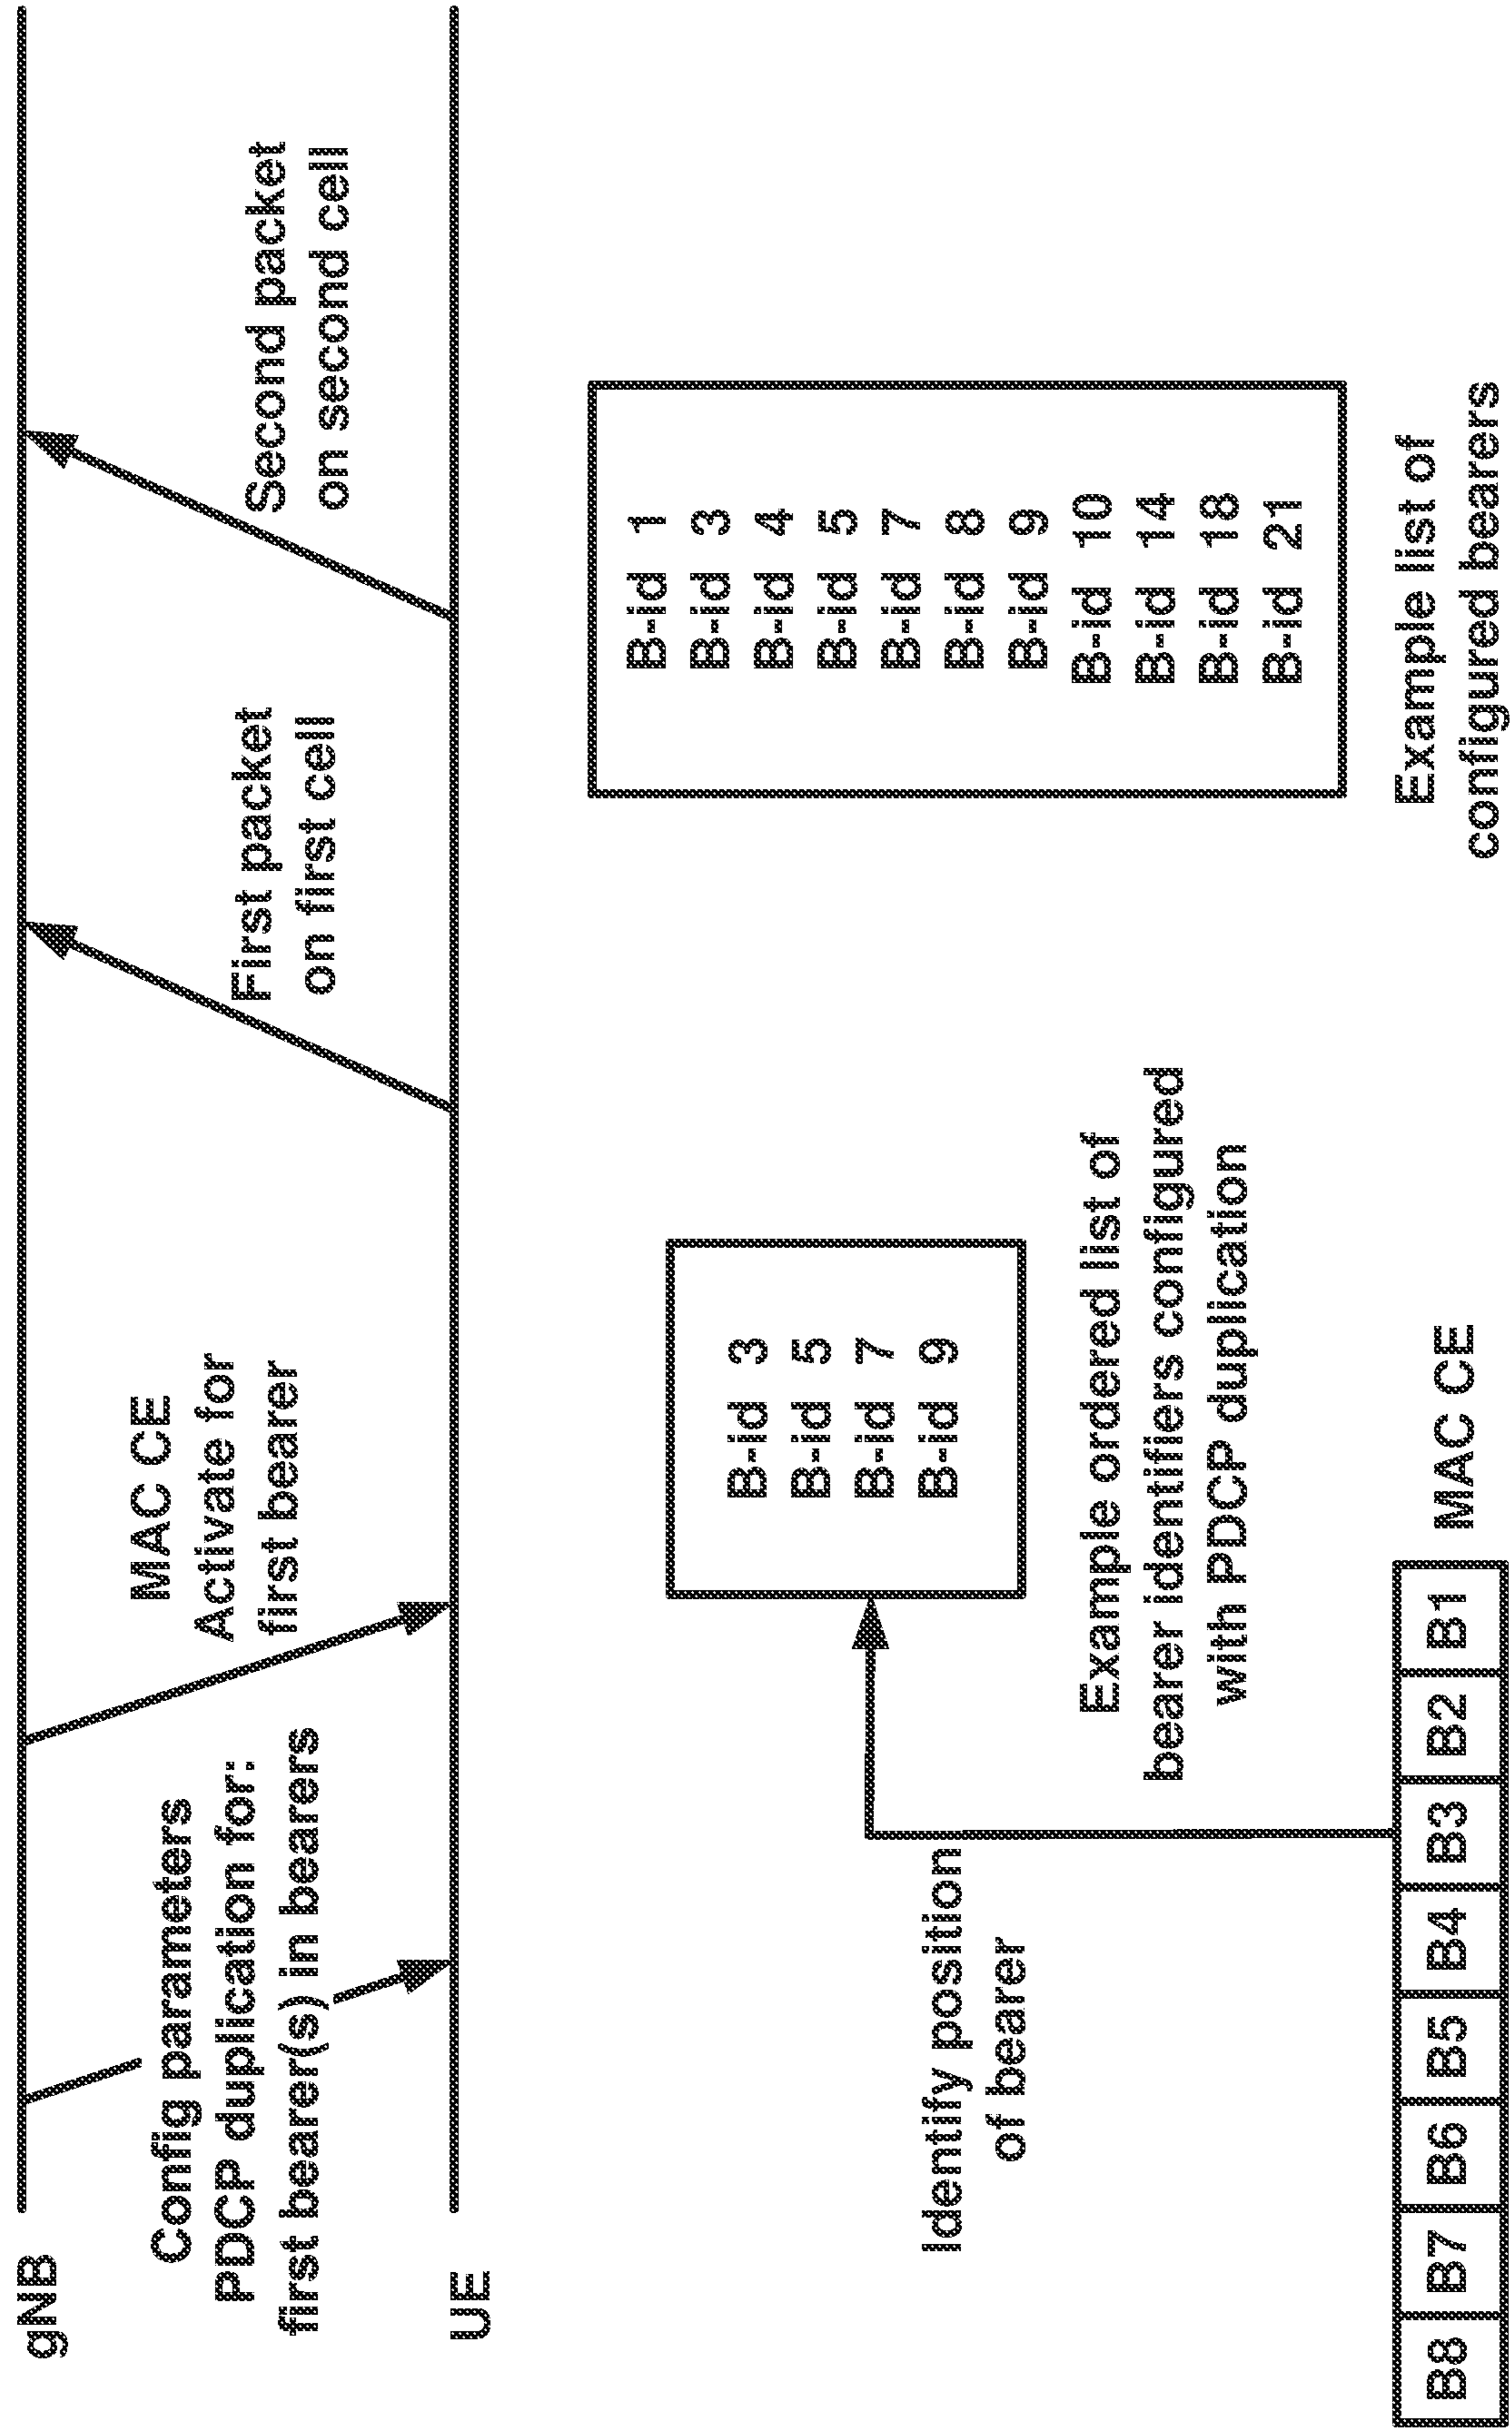 gNB
Config parameters
PDCP duplication for:
first bearer(s) in bearers
MAC CE
Activate for
first bearer
First packet
on first cell
Second packet
on second cell
UE
Identify position
of bearer
B-id 3
B-id 5
B-id 7
B-id 9
Example ordered list of
bearer identifiers configured
with PDCP duplication
B-id 1
B-id 3
B-id 4
B-id 5
B-id 7
B-id 8
B-id 9
B-id 10
B-id 14
B-id 18
B-id 21
Example list of
configured bearers
B8 B7 B6 B5 B4 B3 B2 B1
MAC CE